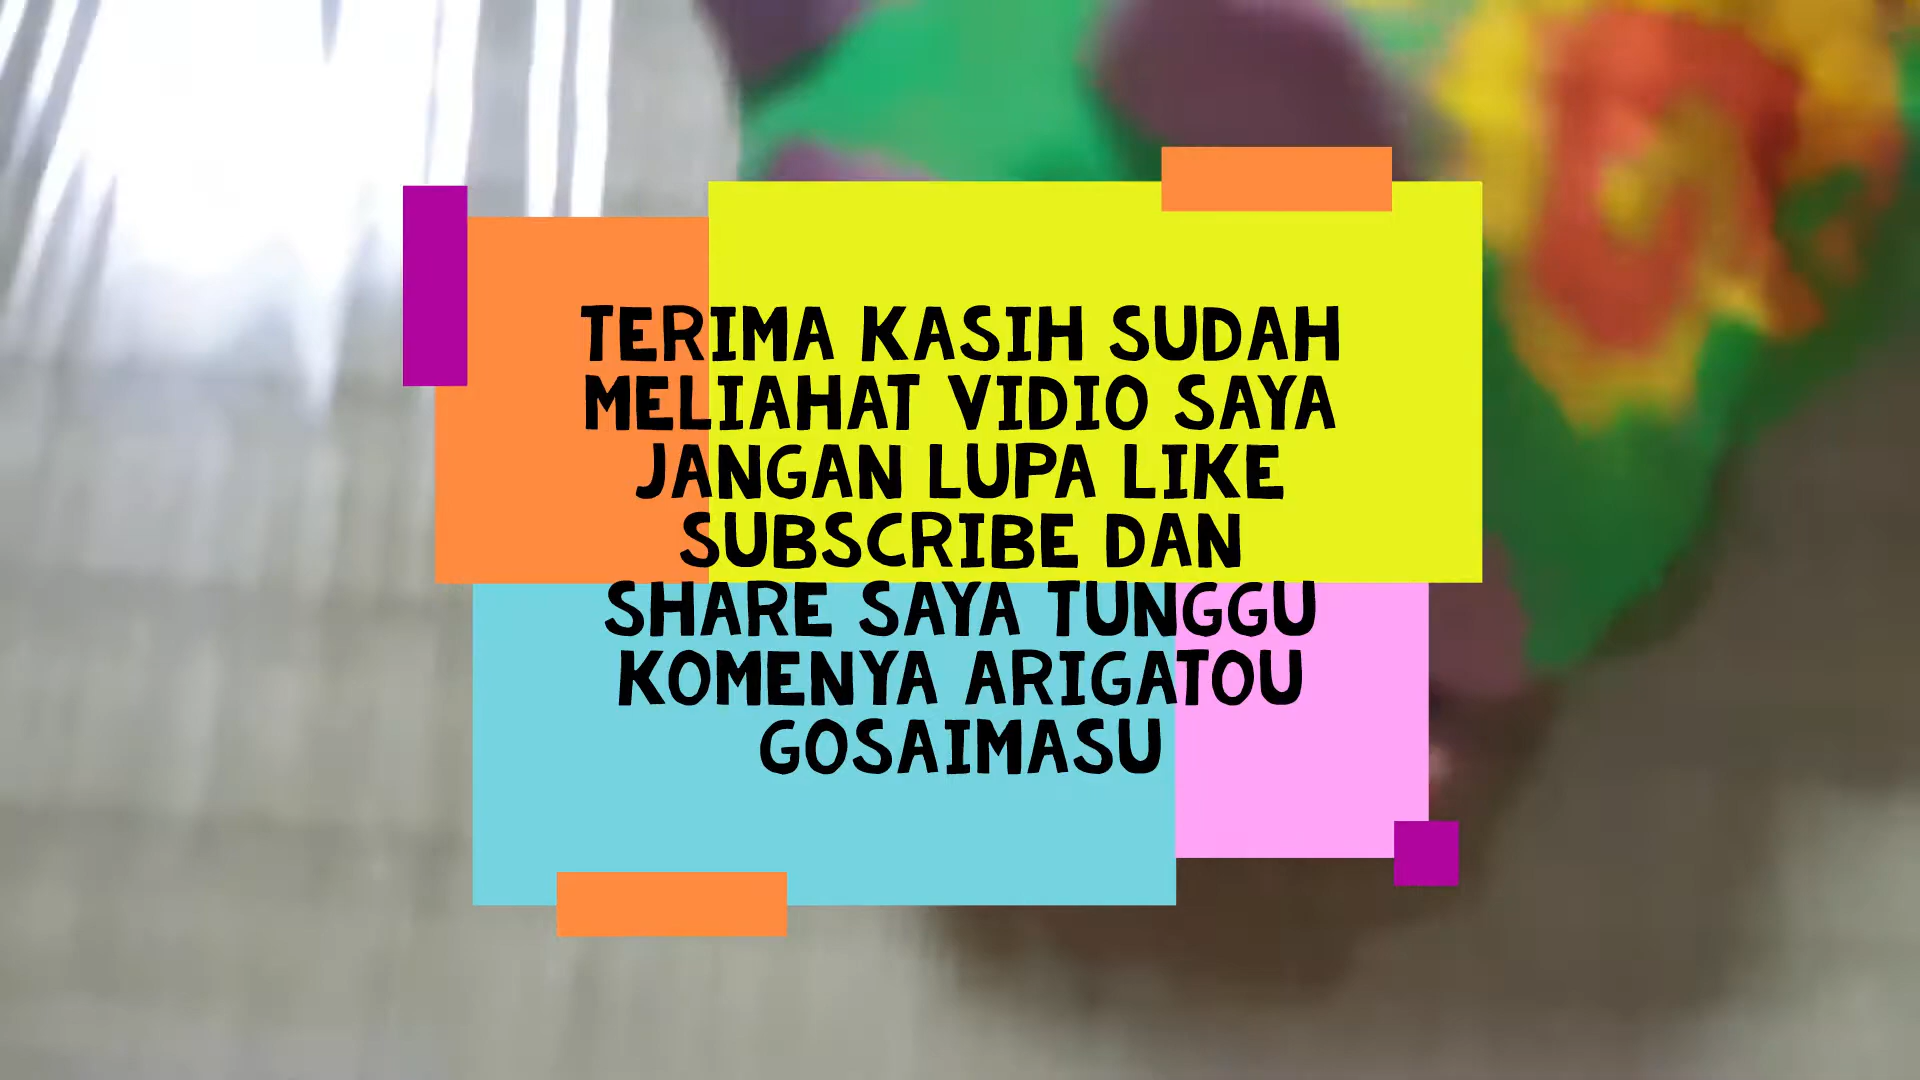 TERIMA KASIH SUDAH
MELIAHAT VIDIO SAYA
JANGAN LUPA LIKE
SUBSCRIBE DAN
SHARE SAYA TUNGGU
KOMENYA ARIGATOU
GOSAIMASU